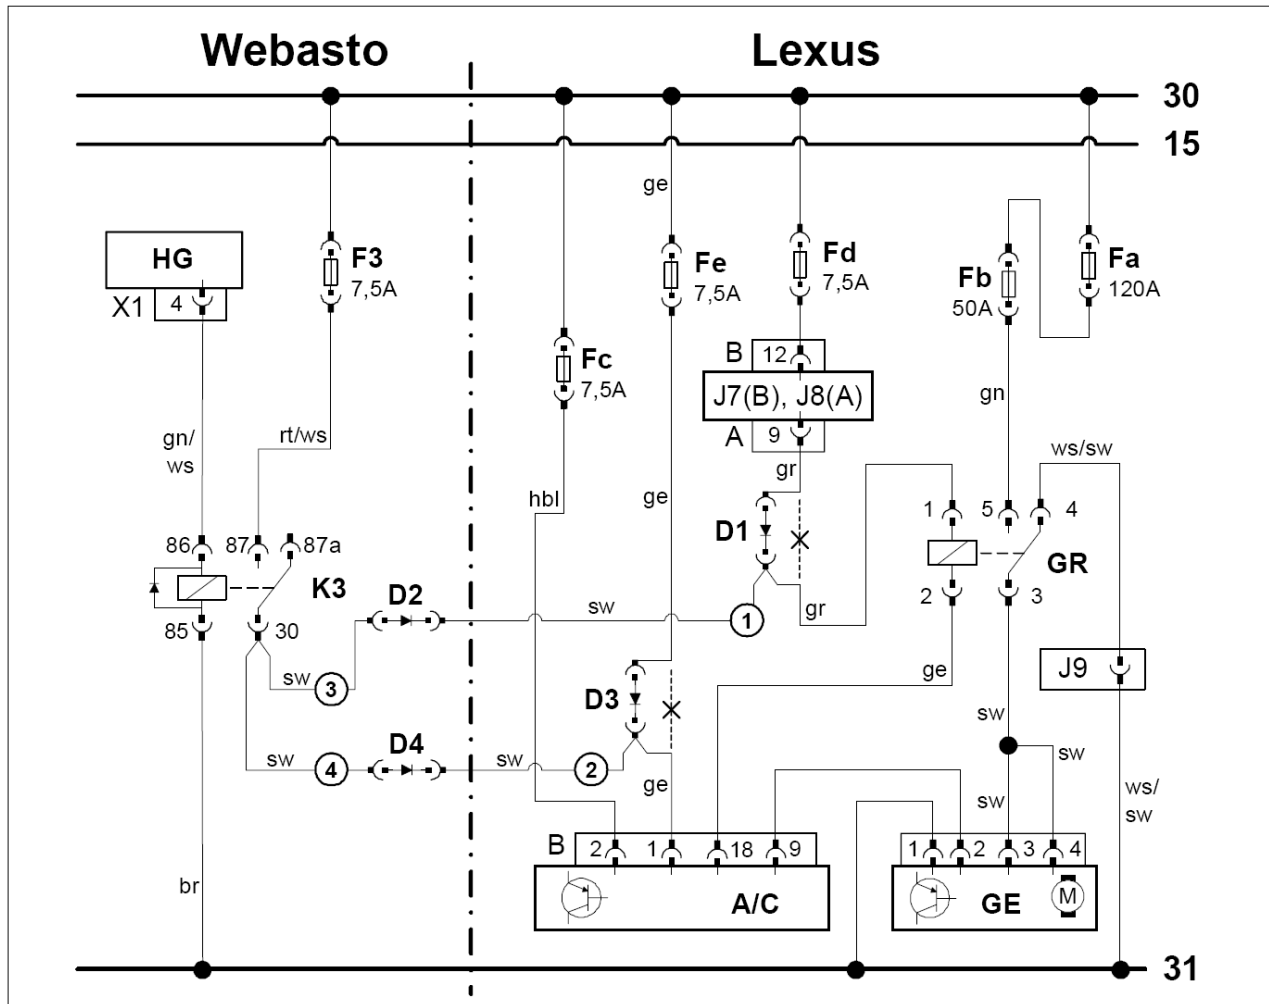 Webasto
Lexus
30
15
ge
HG
X1
4
F3
7,5A
Fe
7,5A
Fd
7,5A
Fb
50A
Fa
120A
Fc
7,5A
B
12
J7(B), J8(A)
A
9
gn/
ws
rt/ws
gn
ws/sw
gr
hbl
ge
D1
1
5
4
86
87
87a
GR
K3
D2
2
3
85
30
sw
1
gr
sw
3
D3
ge
J9
sw
sw
4
D4
sw
2
ge
sw
sw
ws/
sw
B
2
1
18
9
1
2
3
4
br
A/C
GE
M
31